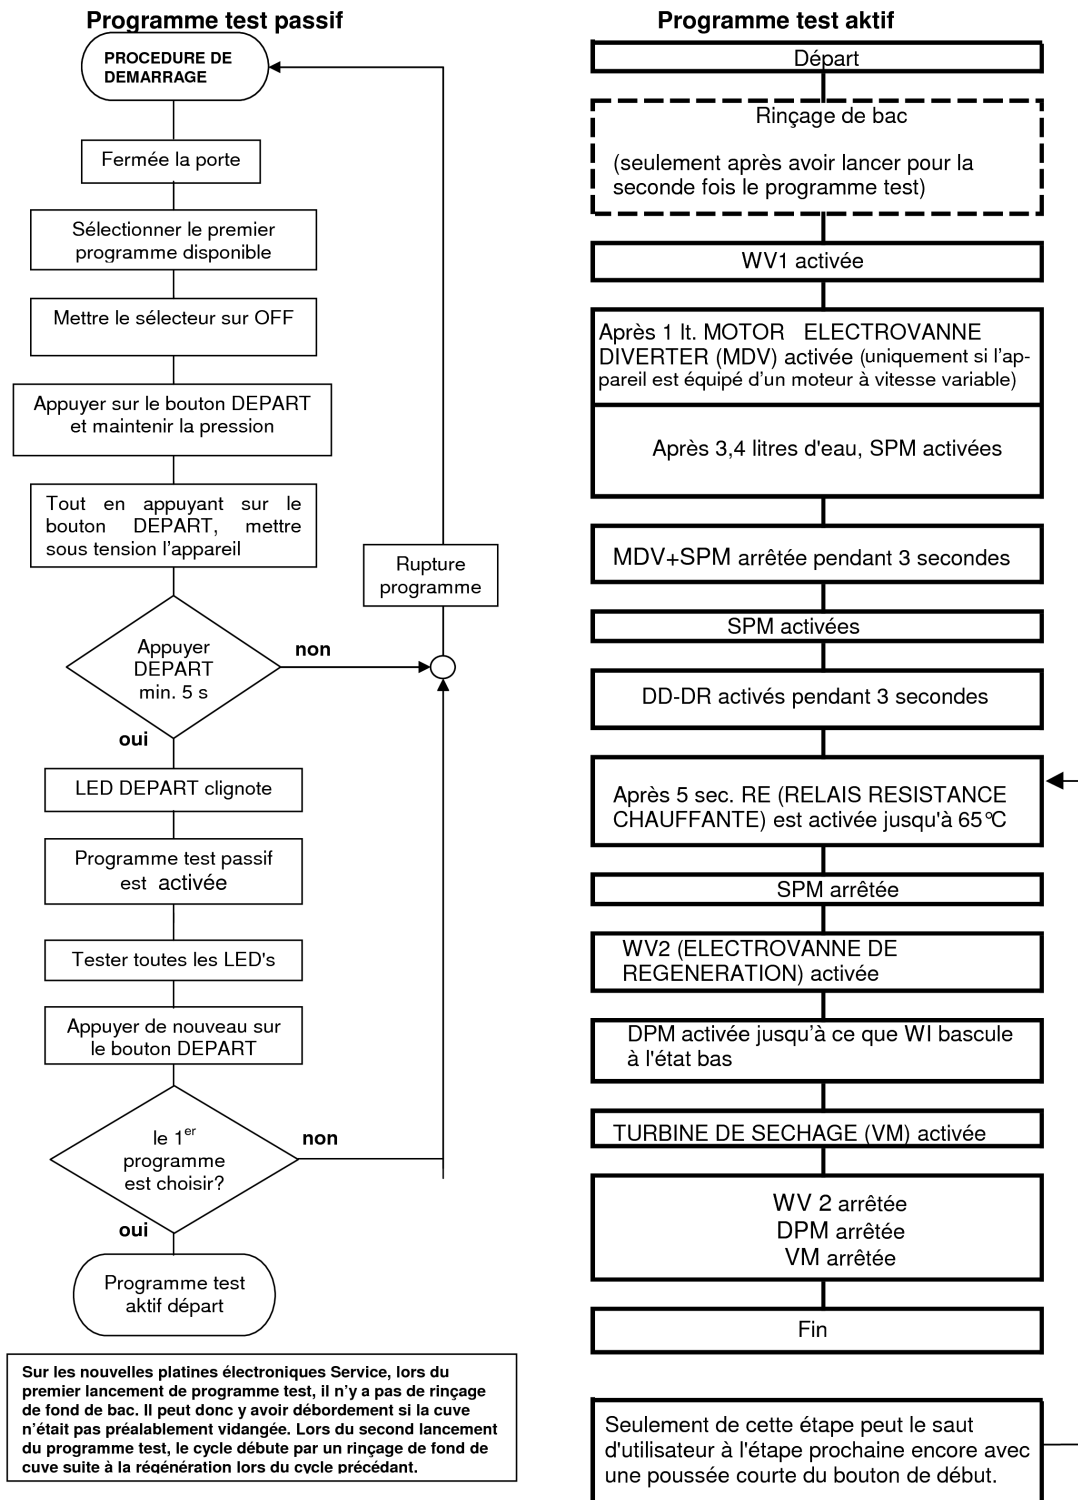 Programme test passif
PROCEDURE DE
DEMARRAGE
Fermée la porte
Sélectionner le premier
programme disponible
Mettre le sélecteur sur OFF
Appuyer sur le bouton DEPART
et maintenir la pression
Tout en appuyant sur le
bouton DEPART, mettre
sous tension l'appareil
Rupture
programme
Appuyer
DEPART
min. 5 s
non
oui
LED DEPART clignote
Programme test passif
est activée
Tester toutes les LED's
Appuyer de nouveau sur
le bouton DEPART
le 1er
programme
est choisir?
non
oui
Programme test
aktif départ
Sur les nouvelles platines électroniques Service, lors du
premier lancement de programme test, il n'y a pas de rinçage
de fond de bac. Il peut donc y avoir débordement si la cuve
n'était pas préalablement vidangée. Lors du second lancement
du programme test, le cycle débute par un rinçage de fond de
cuve suite à la régénération lors du cycle précédant.
Programme test aktif
Départ
Rinçage de bac
(seulement après avoir lancer pour la
seconde fois le programme test)
WV1 activée
Après 1 lt. MOTOR ELECTROVANNE
DIVERTER (MDV) activée (uniquement si l'ap-
pareil est équipé d'un moteur à vitesse variable)
Après 3,4 litres d'eau, SPM activées
MDV+SPM arrêtée pendant 3 secondes
SPM activées
DD-DR activés pendant 3 secondes
Après 5 sec. RE (RELAIS RESISTANCE
CHAUFFANTE) est activée jusqu'à 65°C
SPM arrêtée
WV2 (ELECTROVANNE DE
REGENERATION) activée
DPM activée jusqu'à ce que WI bascule
à l'état bas
TURBINE DE SECHAGE (VM) activée
WV 2 arrêtée
DPM arrêtée
VM arrêtée
Fin
Seulement de cette étape peut le saut
d'utilisateur à l'étape prochaine encore avec
une poussée courte du bouton de début.